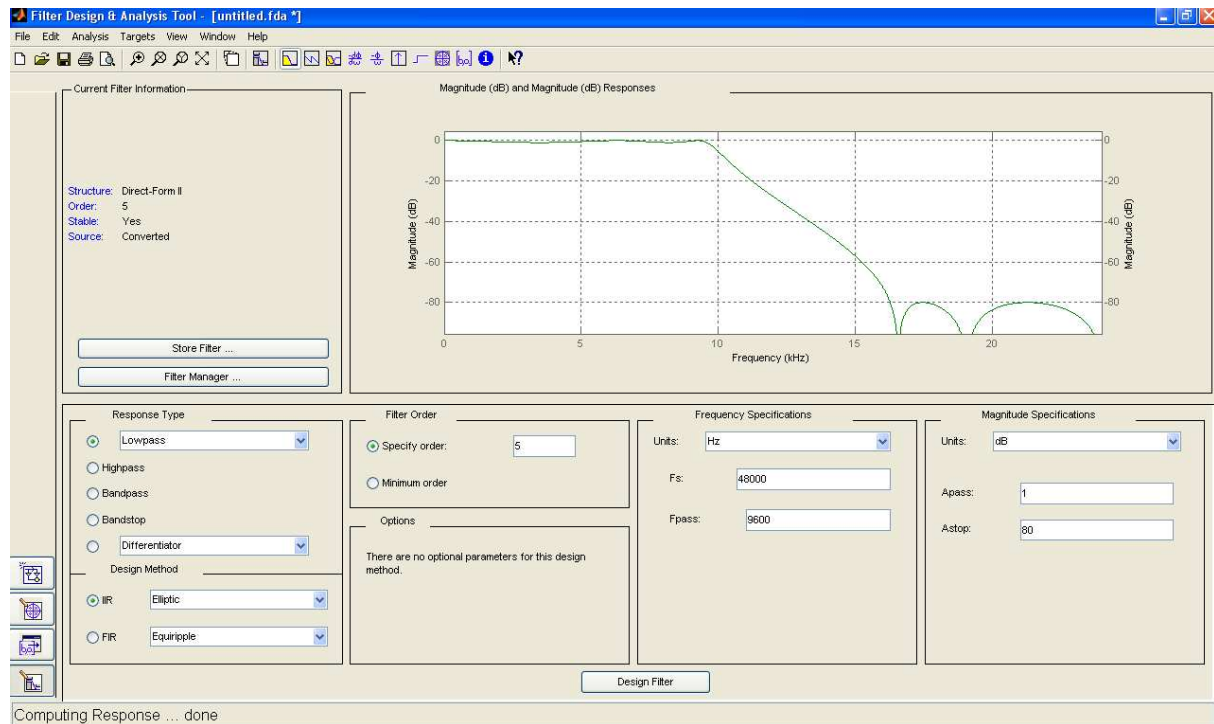 Filter Design & Analysis Tool - [untitled.fda *]
File Edit Analysis Targets View Window Help
Current Filter Information
Structure: Direct-Form II
Order: 5
Stable: Yes
Source: Converted
Store Filter ...
Filter Manager ...
Magnitude (dB) and Magnitude (dB) Responses
Magnitude (dB)
0
-20
-40
-60
-80
0 5 10 15 20
Frequency (kHz)
0
-20
-40
-60
-80
Magnitude (dB)
Response Type
Lowpass
Highpass
Bandpass
Bandstop
Differentiator
Design Method
IIR Elliptic
FIR Equiripple
Filter Order
Specify order: 5
Minimum order
Options
There are no optional parameters for this design
method.
Frequency Specifications
Units: Hz
Fs: 48000
Fpass: 9600
Magnitude Specifications
Units: dB
Apass: 1
Astop: 80
Design Filter
Computing Response ... done